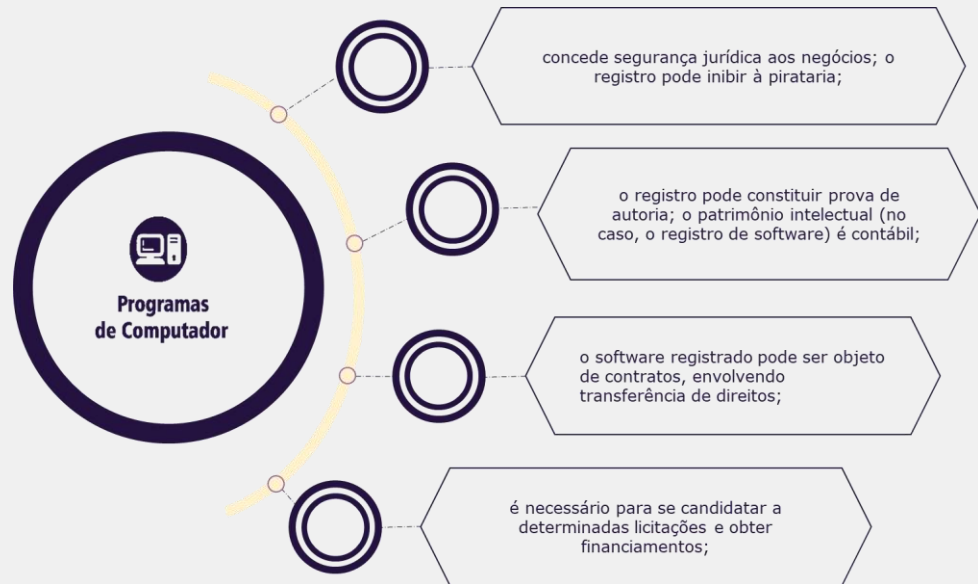 concede segurança jurídica aos negócios; o
registro pode inibir à pirataria;
o registro pode constituir prova de
autoria; o patrimônio intelectual (no
caso, o registro de software) é contábil;
Programas
de Computador
o software registrado pode ser objeto
de contratos, envolvendo
transferência de direitos;
é necessário para se candidatar a
determinadas licitações e obter
financiamentos;